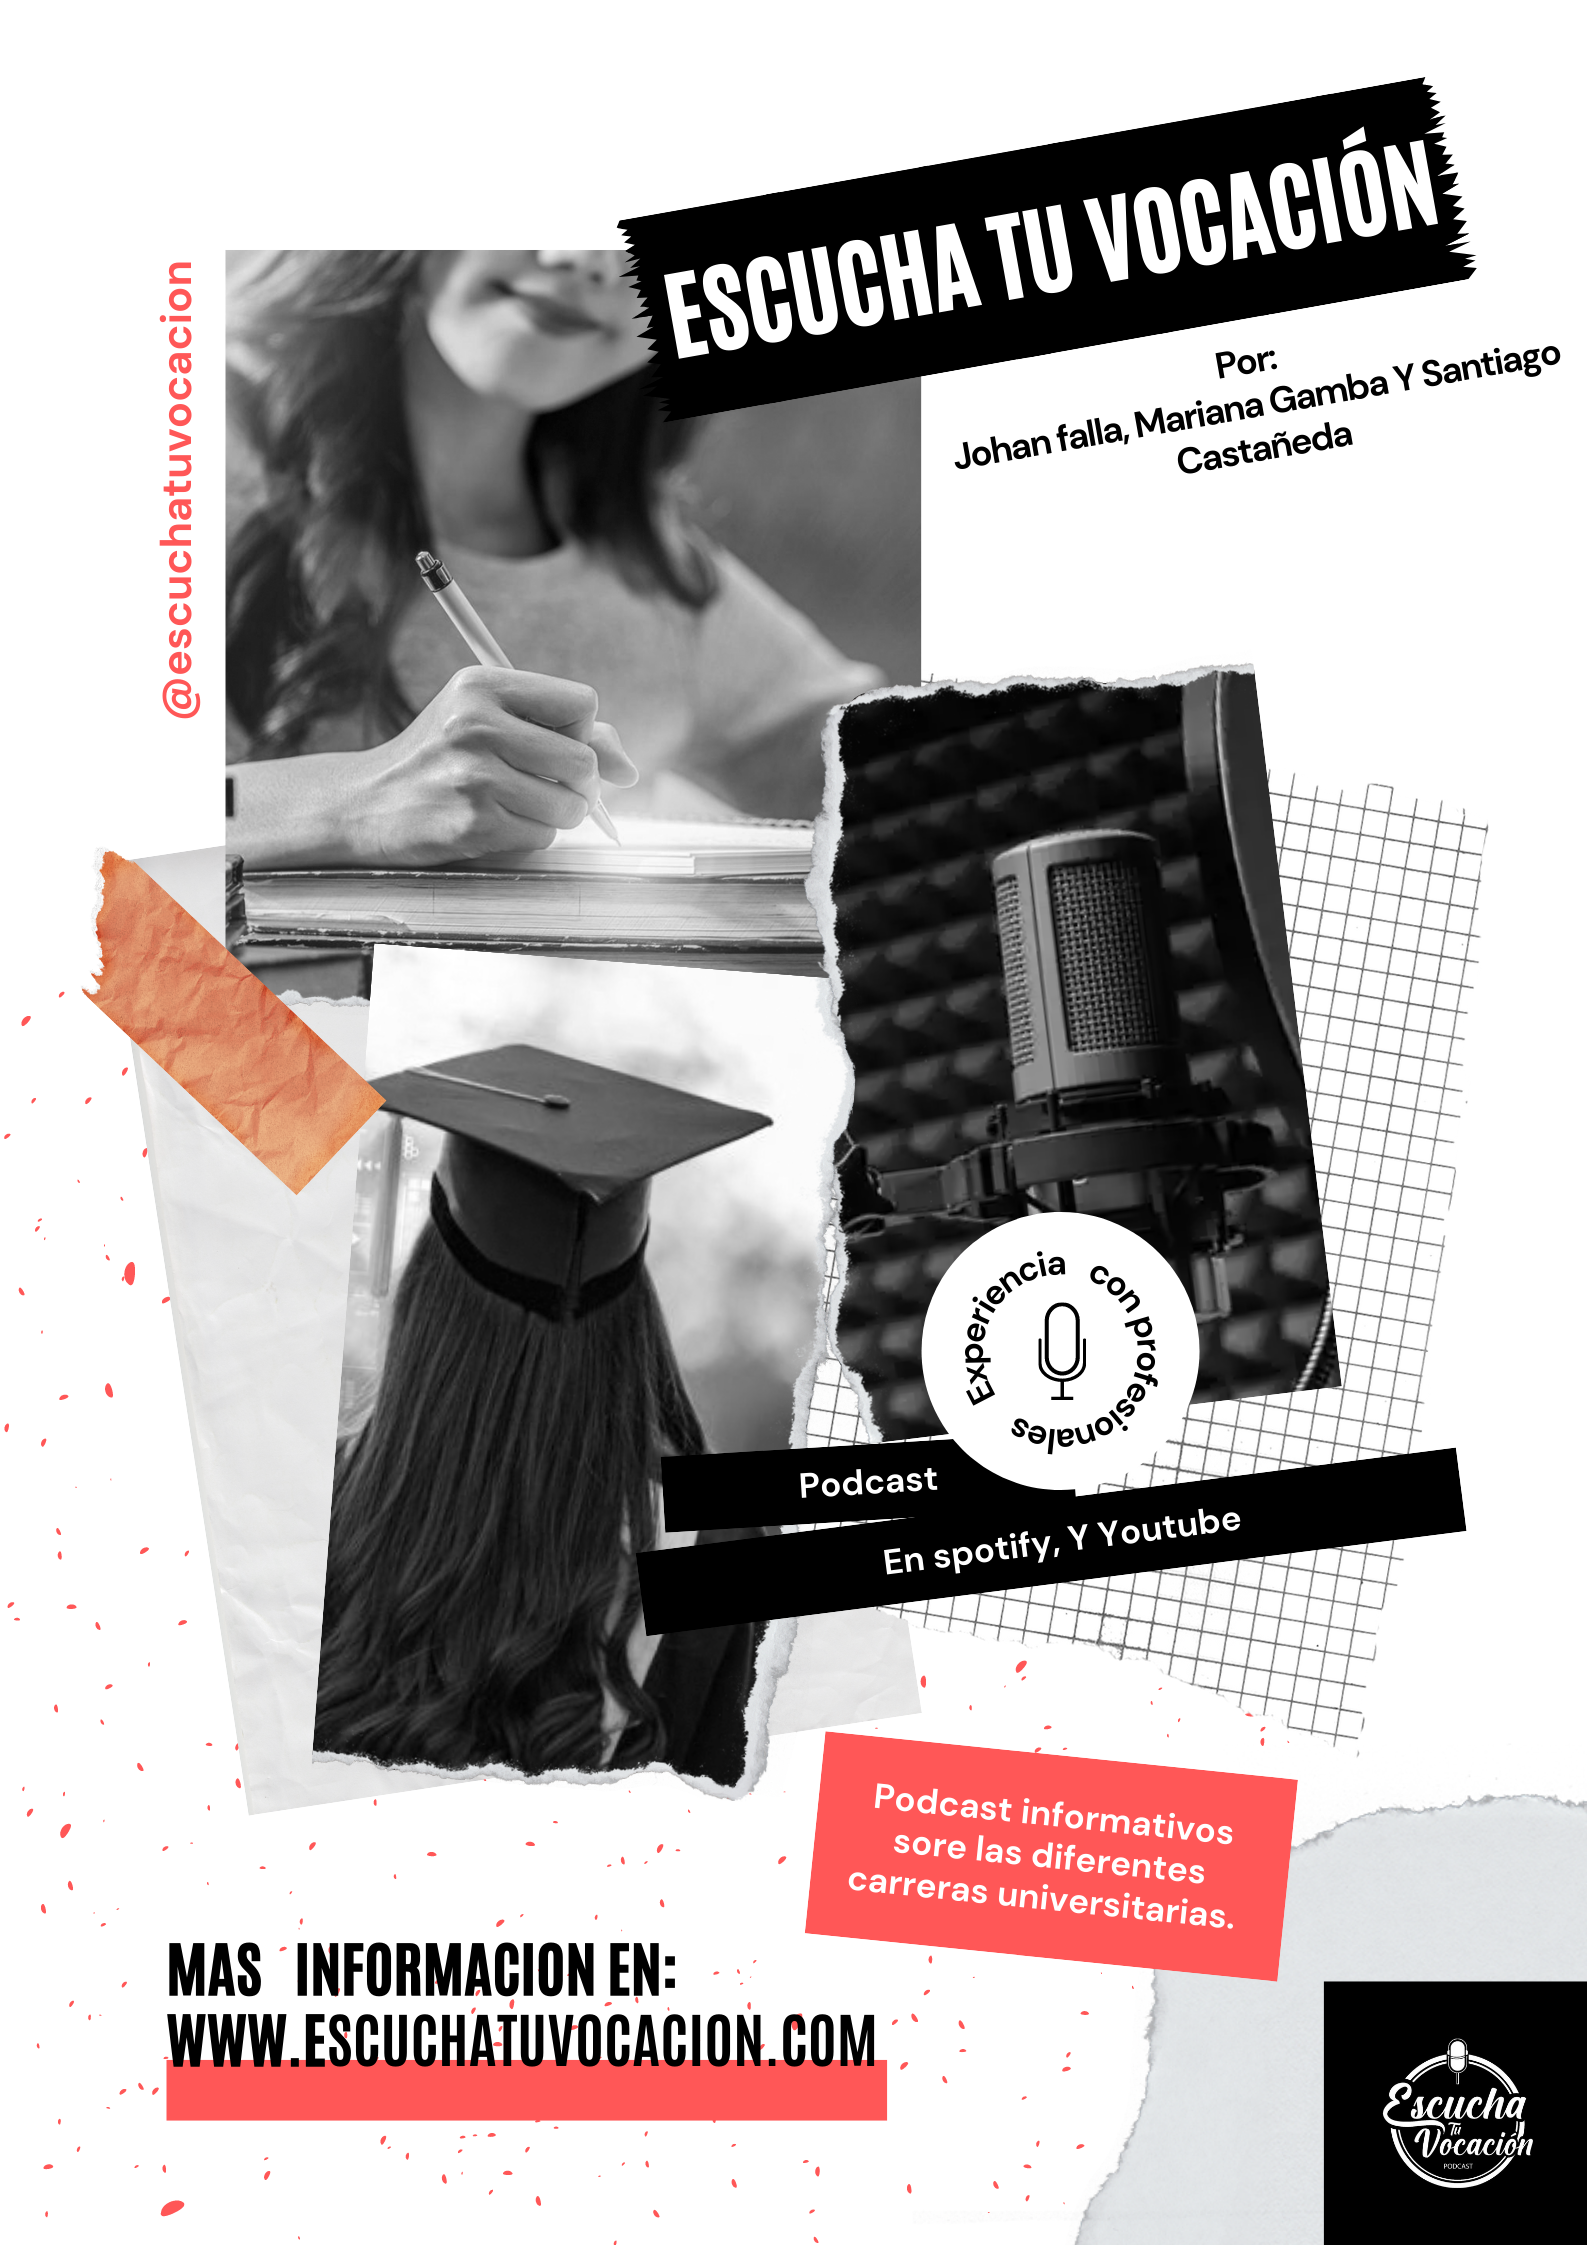 ESCUCHA TU VOCACIÓN
Por:
Johan falla, Mariana Gamba Y Santiago
Castañeda
@escuchatuvocacion
Experiencia con profesionales
Podcast
En spotify, Y Youtube
Podcast informativos
sore las diferentes
carreras universitarias.
MAS INFORMACION EN:
WWW.ESCUCHATUVOCACION.COM
Escucha
Tu
Vocación
PODCAST